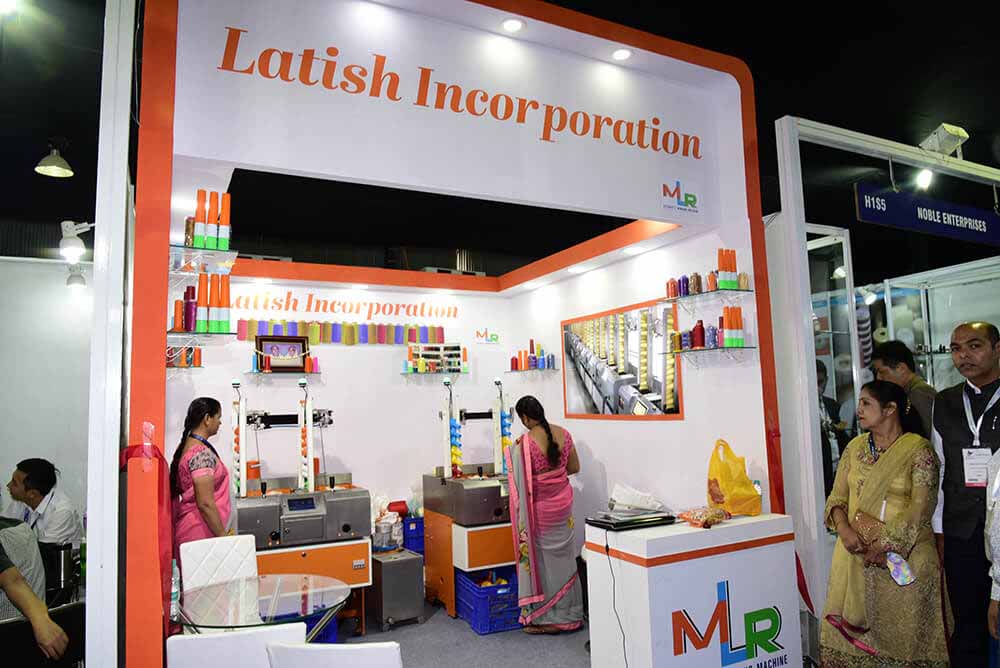 Latish Incorporation
MLR
H1S5 NOBLE ENTERPRISES
Latish Incorporation
MLR
MLR
MACHINE